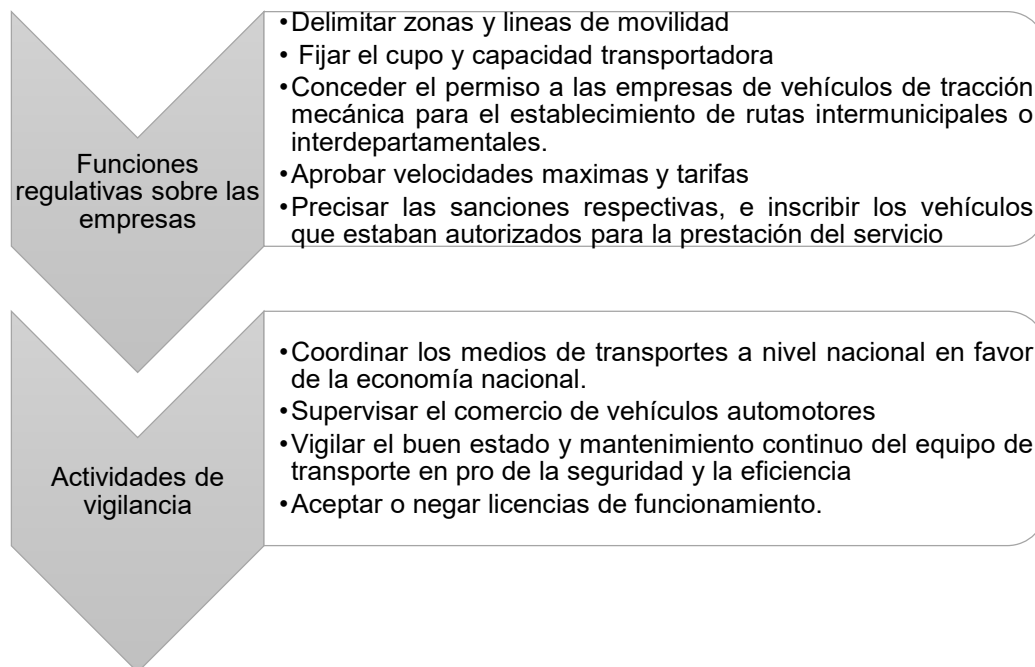 Funciones
regulativas sobre las
empresas
•Delimitar zonas y lineas de movilidad
• Fijar el cupo y capacidad transportadora
•Conceder el permiso a las empresas de vehículos de tracción
mecánica para el establecimiento de rutas intermunicipales o
interdepartamentales.
•Aprobar velocidades maximas y tarifas
•Precisar las sanciones respectivas, e inscribir los vehículos
que estaban autorizados para la prestación del servicio
Actividades de
vigilancia
•Coordinar los medios de transportes a nivel nacional en favor
de la economía nacional.
•Supervisar el comercio de vehículos automotores
•Vigilar el buen estado y mantenimiento continuo del equipo de
transporte en pro de la seguridad y la eficiencia
•Aceptar o negar licencias de funcionamiento.